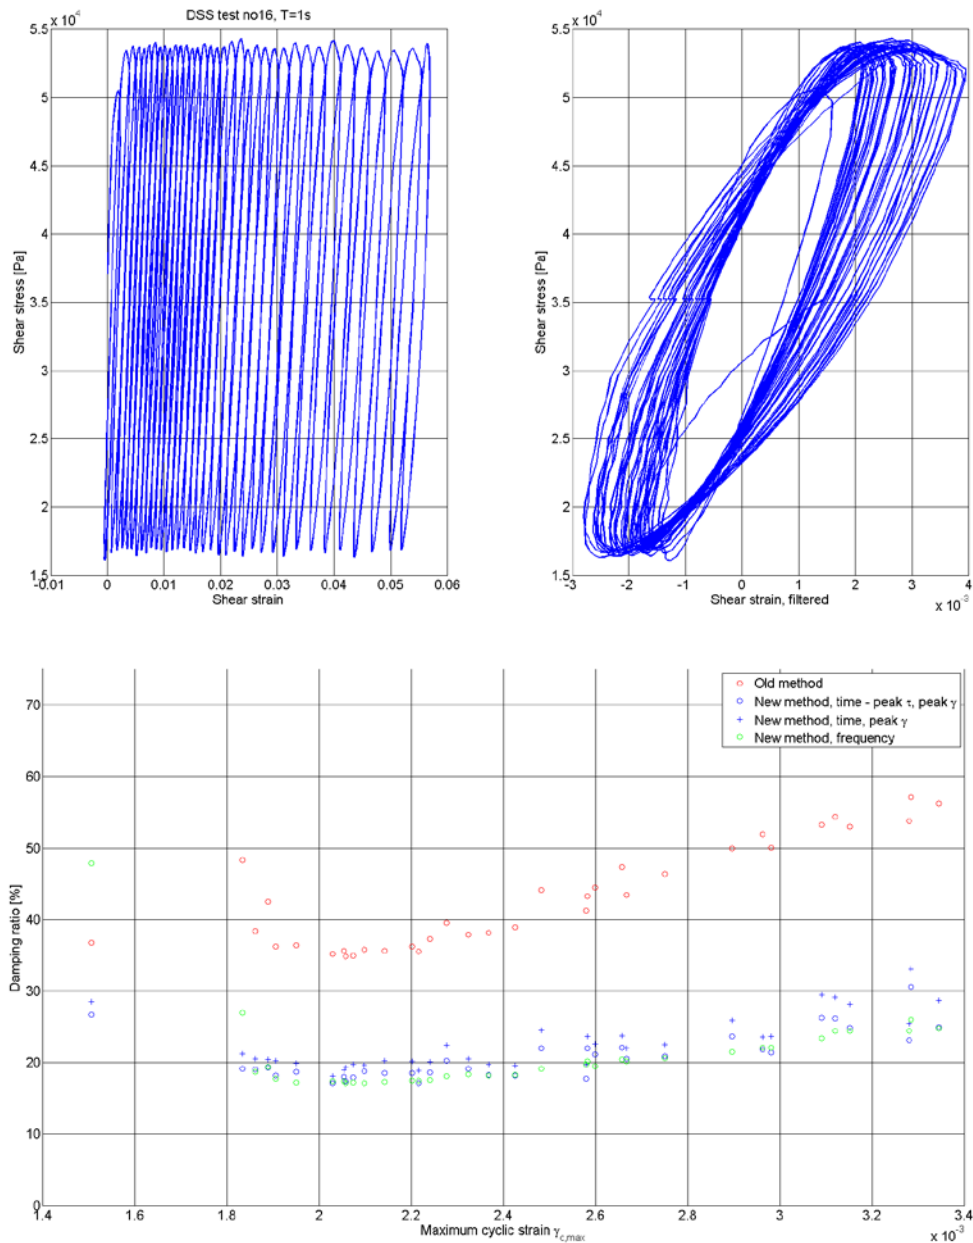 DSS test no16, T=1s
x 10⁴
5.5
5
4.5
4
3.5
3
2.5
2
1.5
Shear stress [Pa]
-0.01 0 0.01 0.02 0.03 0.04 0.05 0.06
Shear strain
x 10⁴
5.5
5
4.5
4
3.5
3
2.5
2
1.5
Shear stress [Pa]
-3 -2 -1 0 1 2 3 4
Shear strain, filtered
x 10⁻³
Old method
New method, time - peak τ, peak γ
New method, time, peak γ
New method, frequency
70
60
50
40
30
20
10
0
Damping ratio [%]
1.4 1.6 1.8 2 2.2 2.4 2.6 2.8 3 3.2 3.4
Maximum cyclic strain γc,max
x 10⁻³